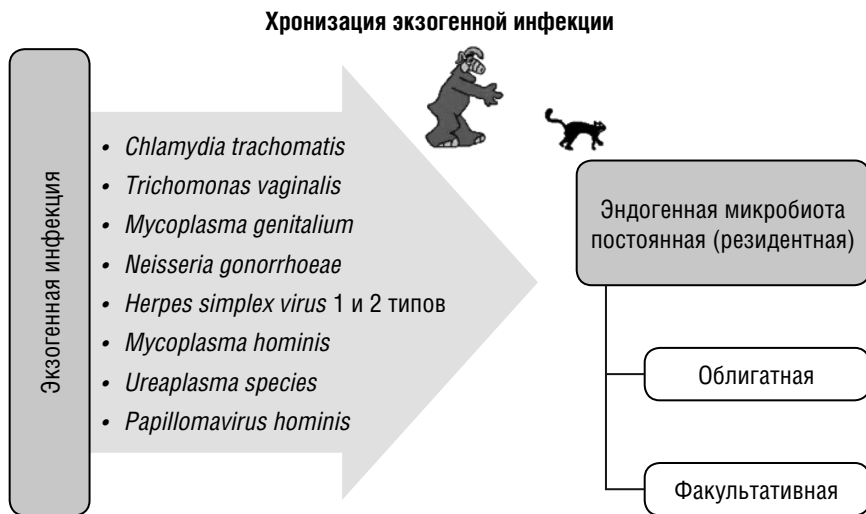 Хронизация экзогенной инфекции
Экзогенная инфекция
• Chlamydia trachomatis
• Trichomonas vaginalis
• Mycoplasma genitalium
• Neisseria gonorrhoeae
• Herpes simplex virus 1 и 2 типов
• Mycoplasma hominis
• Ureaplasma species
• Papillomavirus hominis
Эндогенная микробиота
постоянная (резидентная)
Облигатная
Факультативная